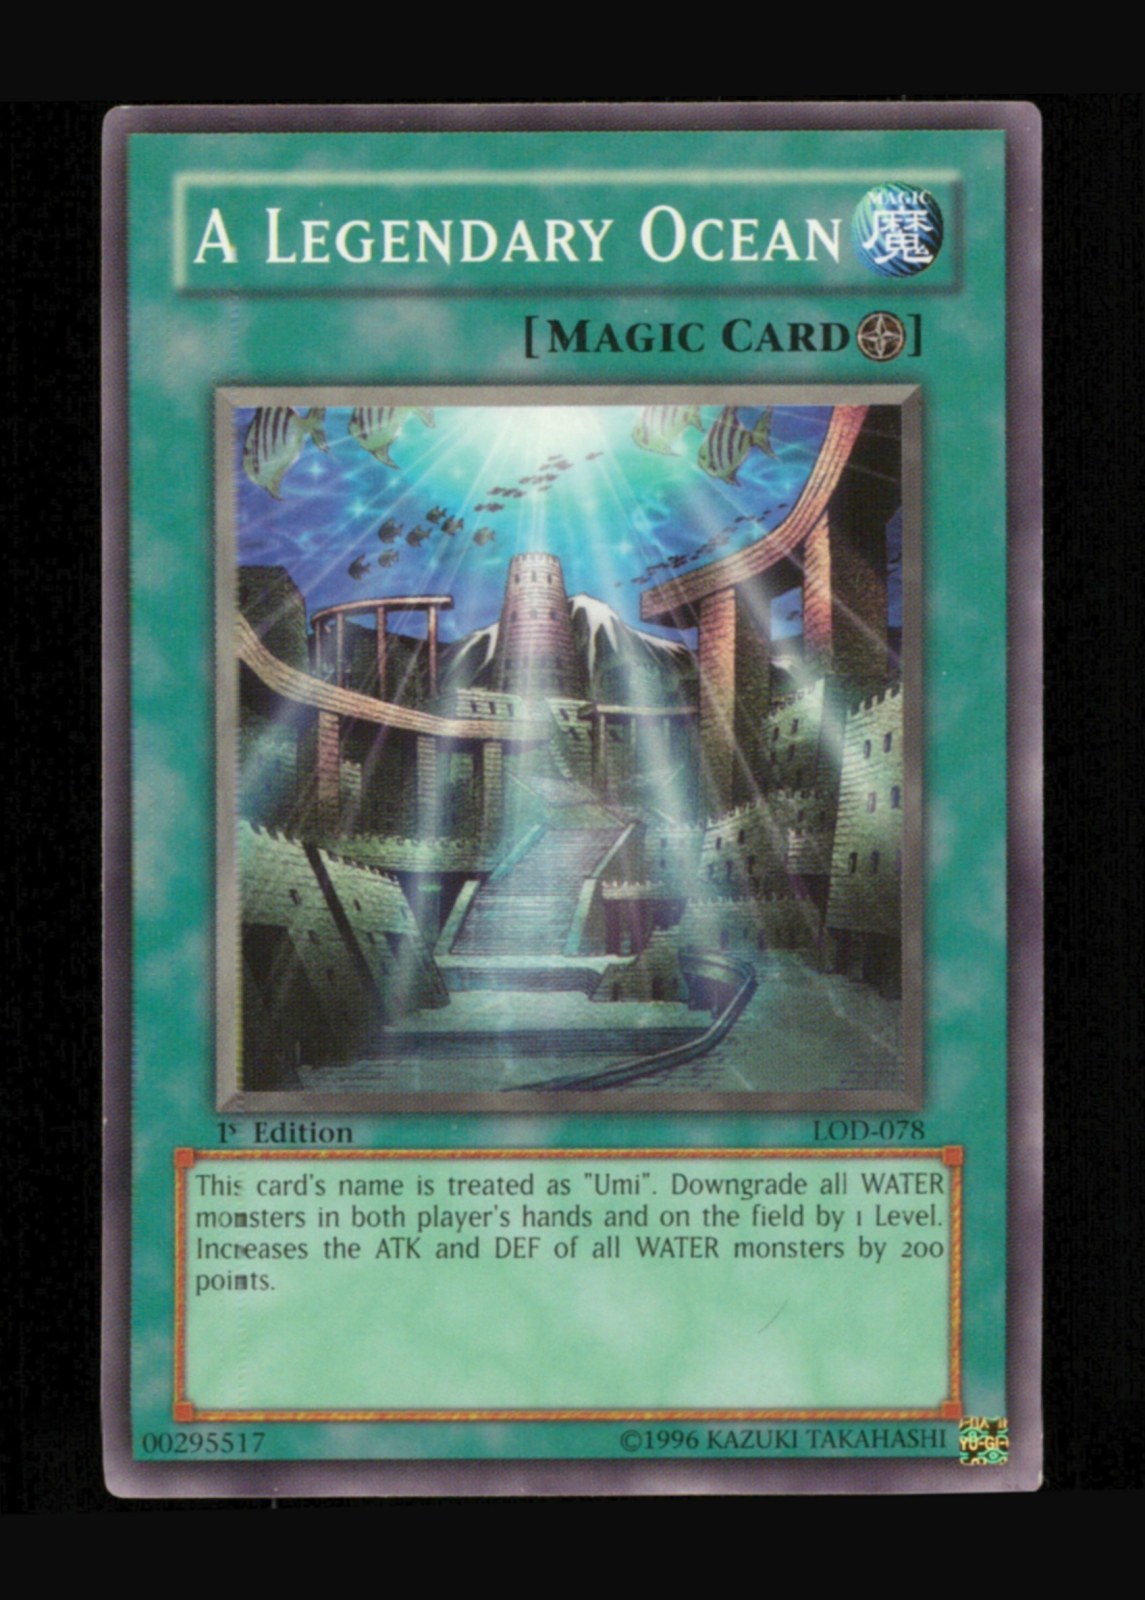 A Legendary Ocean
MAGIC
魔
[Magic Card]
1st Edition
LOD-078
This card's name is treated as "Umi". Downgrade all WATER
monsters in both player's hands and on the field by 1 Level.
Increases the ATK and DEF of all WATER monsters by 200
points.
00295517
©1996 KAZUKI TAKAHASHI